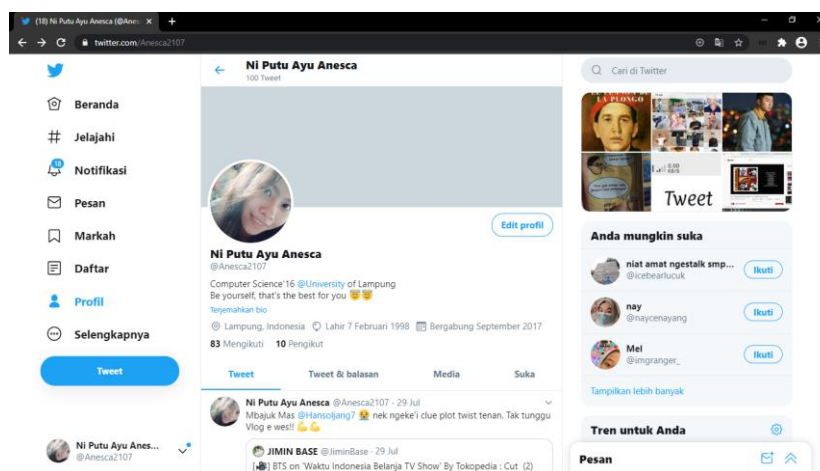 (18) Ni Putu Ayu Anesca (@Anes
twitter.com/Anesca2107
Beranda
Jelajahi
18
Notifikasi
Pesan
Markah
Daftar
Profil
Selengkapnya
Tweet
Ni Putu Ayu Anes...
@Anesca2107
Ni Putu Ayu Anesca
100 Tweet
Edit profil
Ni Putu Ayu Anesca
@Anesca2107
Computer Science'16 @University of Lampung
Be yourself, that's the best for you 😇 😇
Terjemahkan bio
Lampung, Indonesia Lahir 7 Februari 1998 Bergabung September 2017
83 Mengikuti 10 Pengikut
Tweet Tweet & balasan Media Suka
Ni Putu Ayu Anesca @Anesca2107 · 29 Jul
Mbajuk Mas @Hansoljang7 nek ngeke'i clue plot twist tenan. Tak tunggu
Vlog e wes!!
JIMIN BASE @JiminBase · 29 Jul
BTS on 'Waktu Indonesia Belanja TV Show' By Tokopedia : Cut (2)
Cari di Twitter
LA PLONGO
Tweet
Anda mungkin suka
niat amat ngestalk smp...
@icebearlucuk
Ikuti
nay
@naycenayang
Ikuti
Mel
@imgranger_
Ikuti
Tampilkan lebih banyak
Tren untuk Anda
Pesan